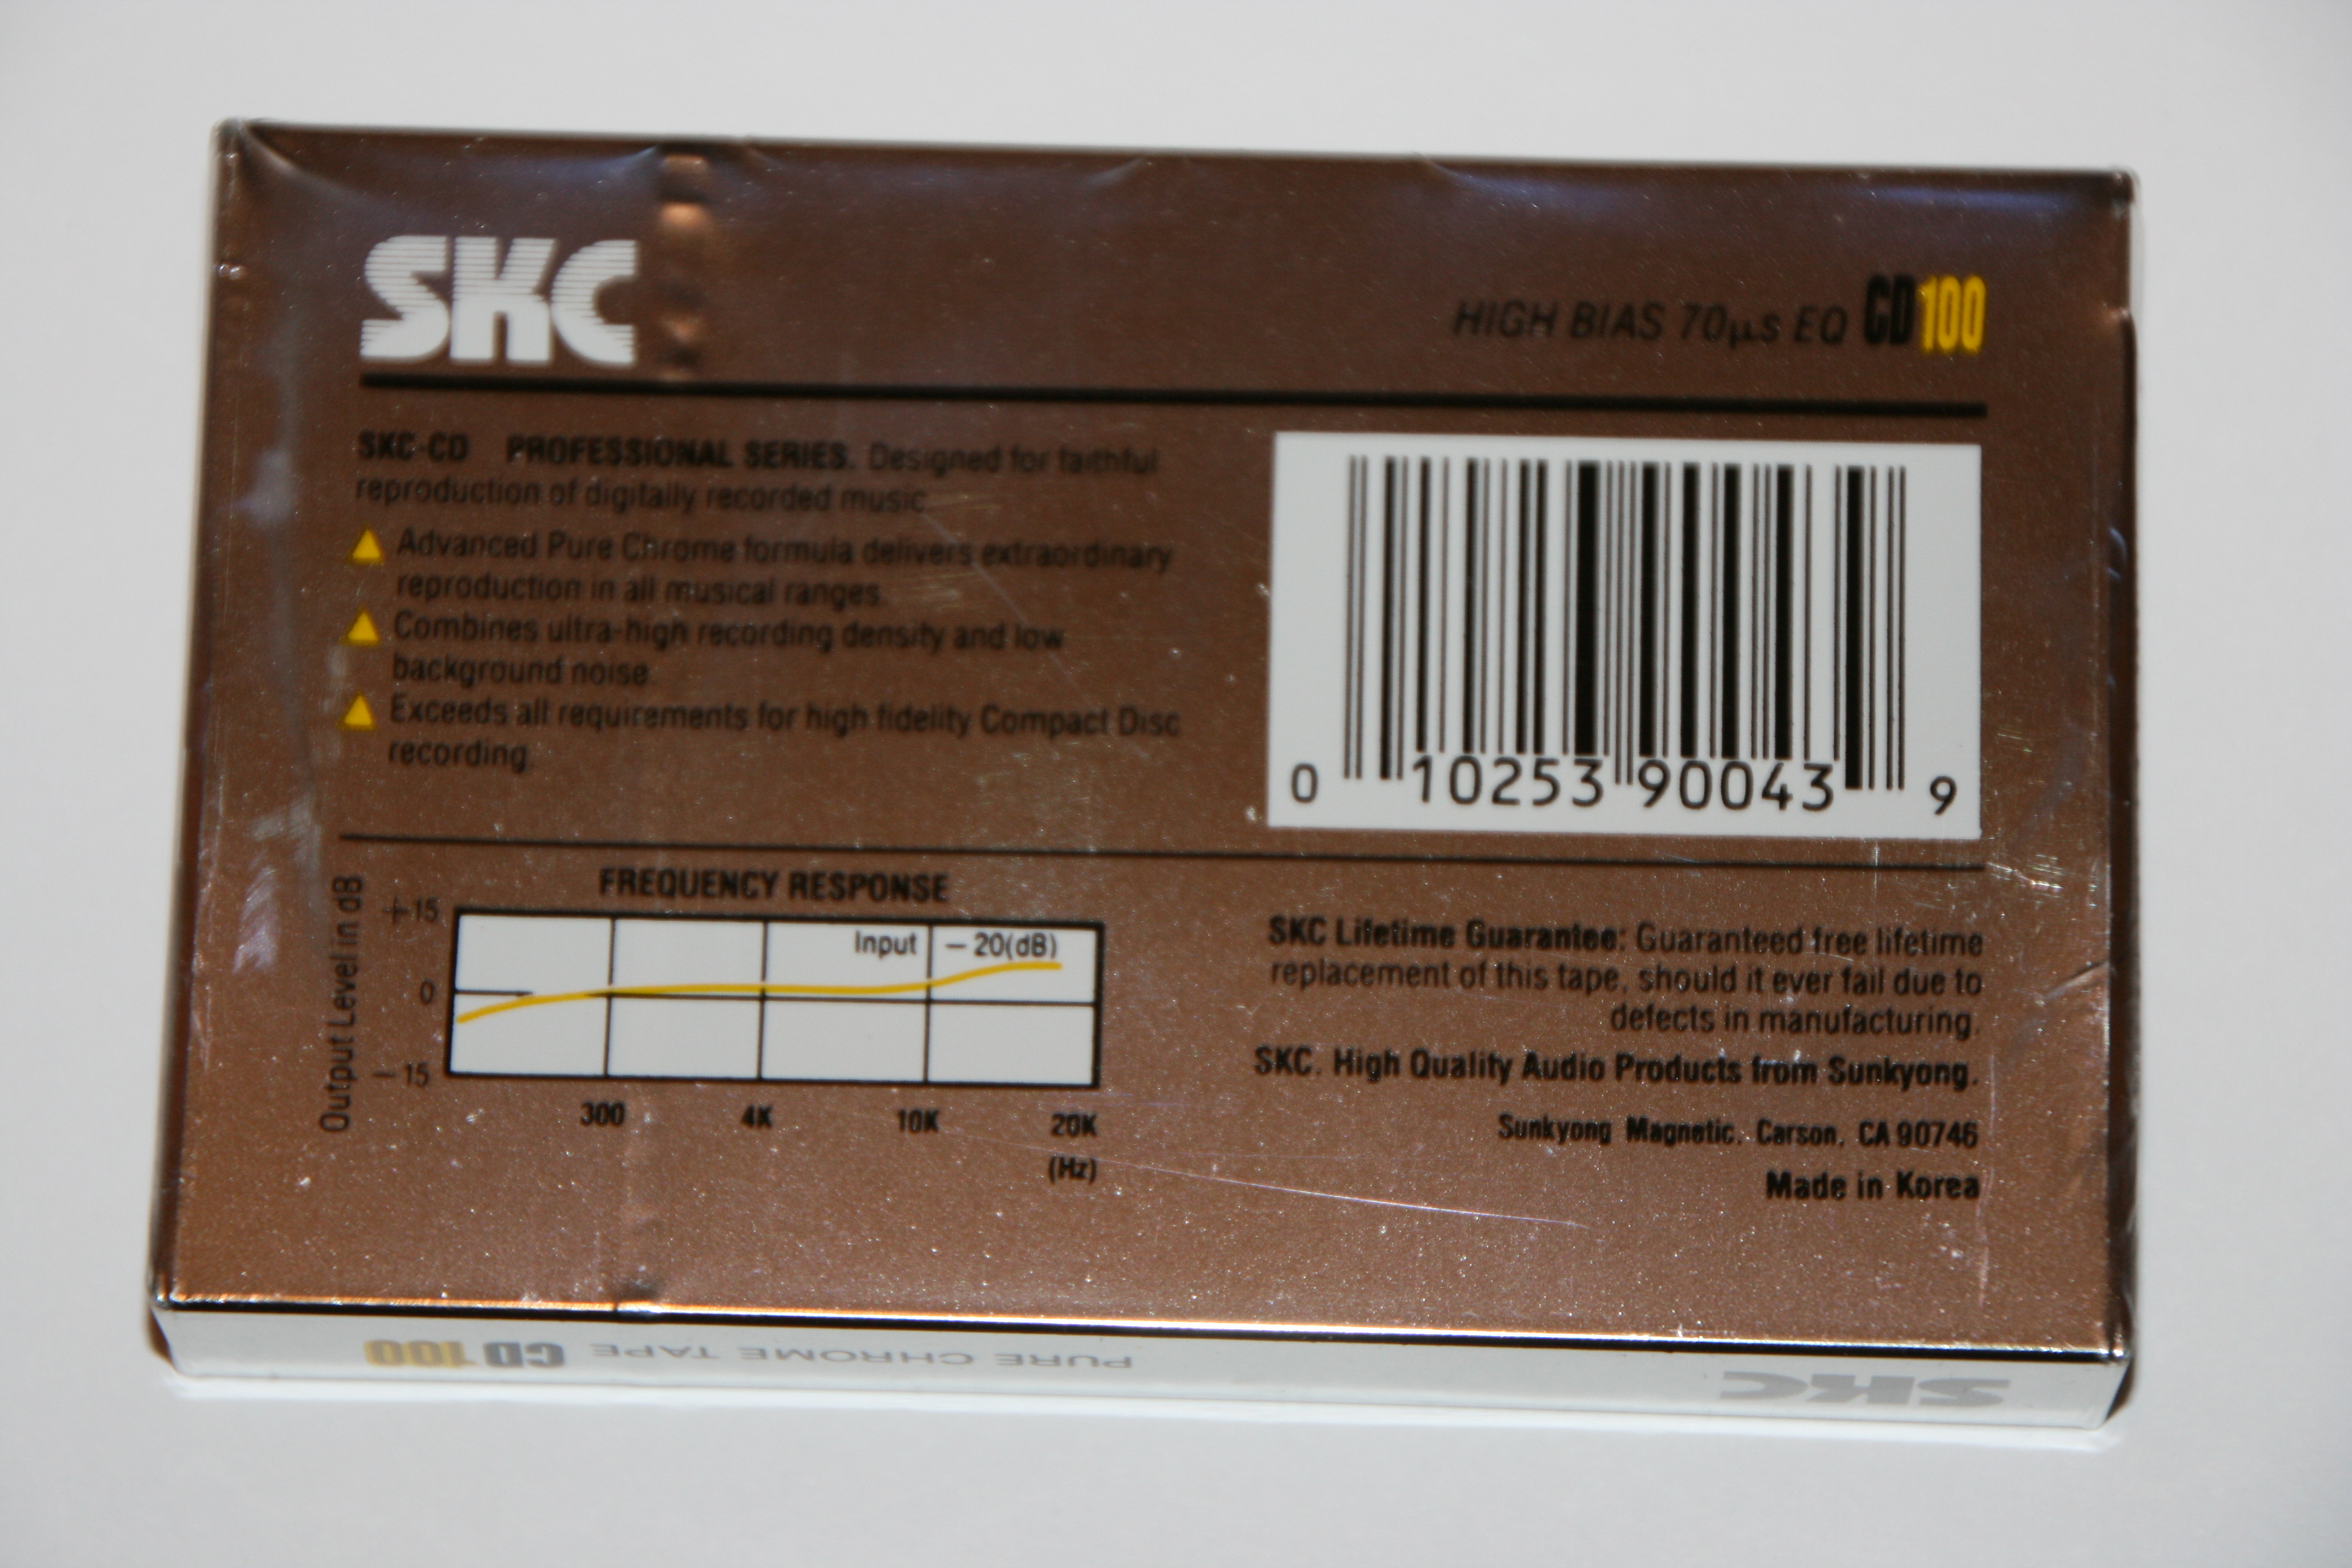 SKC
HIGH BIAS 70µs EQ CD100
SKC-CD PROFESSIONAL SERIES. Designed for faithful
reproduction of digitally recorded music.
Advanced Pure Chrome formula delivers extraordinary
reproduction in all musical ranges.
Combines ultra-high recording density and low
background noise.
Exceeds all requirements for high fidelity Compact Disc
recording.
0 10253 90043 9
FREQUENCY RESPONSE
Output Level in dB
+15
0
−15
Input −20(dB)
300 4K 10K 20K
(Hz)
SKC Lifetime Guarantee: Guaranteed free lifetime
replacement of this tape, should it ever fail due to
defects in manufacturing.
SKC. High Quality Audio Products from Sunkyong.
Sunkyong Magnetic. Carson, CA 90746
Made in Korea
SKC PURE CHROME TAPE CD100